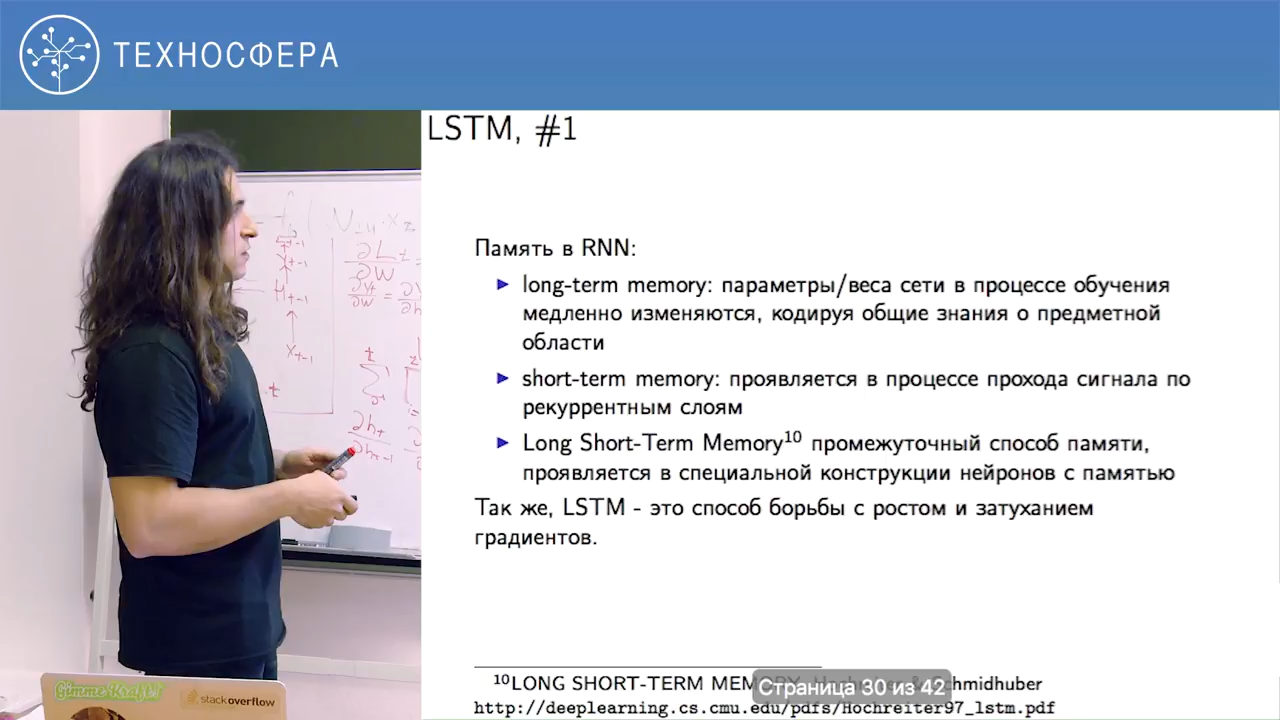 ТЕХНОСФЕРА
LSTM, #1
Память в RNN:
long-term memory: параметры/веса сети в процессе обучения
медленно изменяются, кодируя общие знания о предметной
области
short-term memory: проявляется в процессе прохода сигнала по
рекуррентным слоям
Long Short-Term Memory10 промежуточный способ памяти,
проявляется в специальной конструкции нейронов с памятью
Так же, LSTM - это способ борьбы с ростом и затуханием
градиентов.
10LONG SHORT-TERM
Страница 30 из 42
http://deeplearning.cs.cmu.edu/pdfs/Hochreiter97_lstm.pdf
Gimme Kraft!
stackoverflow